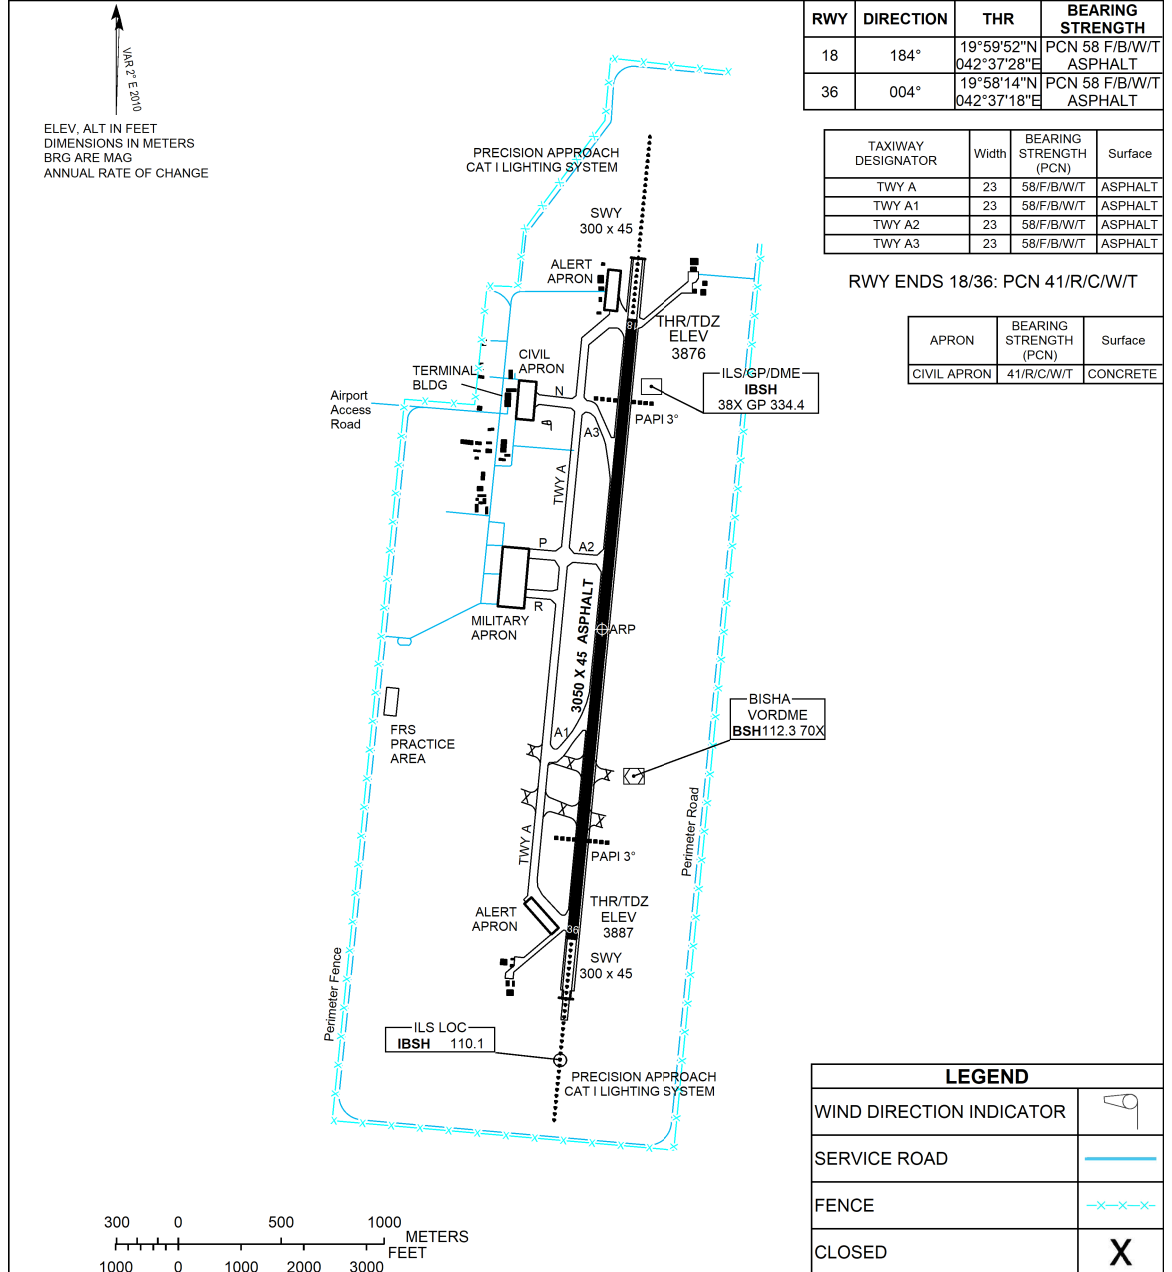 VAR 2° E 2010
ELEV, ALT IN FEET
DIMENSIONS IN METERS
BRG ARE MAG
ANNUAL RATE OF CHANGE
RWY DIRECTION THR BEARING STRENGTH
18 184° 19°59'52"N 042°37'28"E PCN 58 F/B/W/T ASPHALT
36 004° 19°58'14"N 042°37'18"E PCN 58 F/B/W/T ASPHALT
TAXIWAY DESIGNATOR Width BEARING STRENGTH (PCN) Surface
TWY A 23 58/F/B/W/T ASPHALT
TWY A1 23 58/F/B/W/T ASPHALT
TWY A2 23 58/F/B/W/T ASPHALT
TWY A3 23 58/F/B/W/T ASPHALT
RWY ENDS 18/36: PCN 41/R/C/W/T
APRON BEARING STRENGTH (PCN) Surface
CIVIL APRON 41/R/C/W/T CONCRETE
PRECISION APPROACH
CAT I LIGHTING SYSTEM
SWY
300 x 45
ALERT
APRON
18
THR/TDZ
ELEV
3876
CIVIL
APRON
TERMINAL
BLDG
N
ILS/GP/DME
IBSH
38X GP 334.4
Airport
Access
Road
PAPI 3°
A3
TWY A
P
A2
R
MILITARY
APRON
3050 X 45 ASPHALT
ARP
FRS
PRACTICE
AREA
BISHA
VORDME
BSH112.3 70X
A1
TWY A
PAPI 3°
Perimeter Road
ALERT
APRON
THR/TDZ
ELEV
3887
36
SWY
300 x 45
Perimeter Fence
ILS LOC
IBSH 110.1
PRECISION APPROACH
CAT I LIGHTING SYSTEM
LEGEND
WIND DIRECTION INDICATOR
SERVICE ROAD
FENCE
CLOSED X
300 0 500 1000
METERS
FEET
1000 0 1000 2000 3000